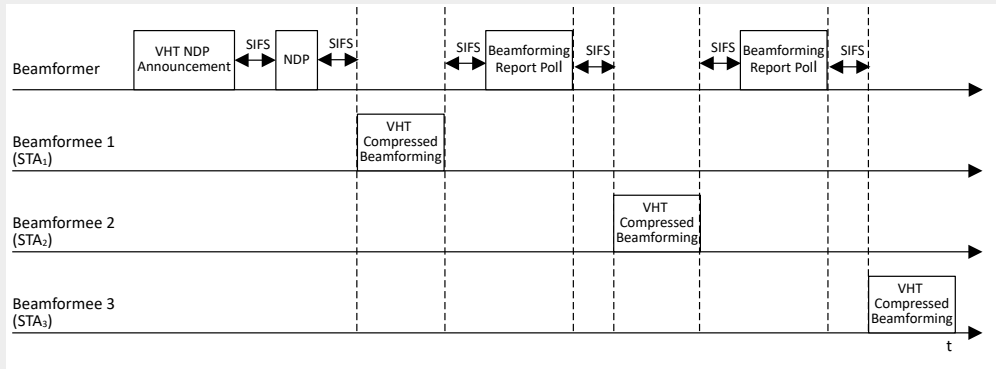 VHT NDP
Announcement
SIFS
NDP
SIFS
SIFS
Beamforming
Report Poll
SIFS
SIFS
Beamforming
Report Poll
SIFS
Beamformer
Beamformee 1
(STA₁)
VHT
Compressed
Beamforming
Beamformee 2
(STA₂)
VHT
Compressed
Beamforming
Beamformee 3
(STA₃)
VHT
Compressed
Beamforming
t